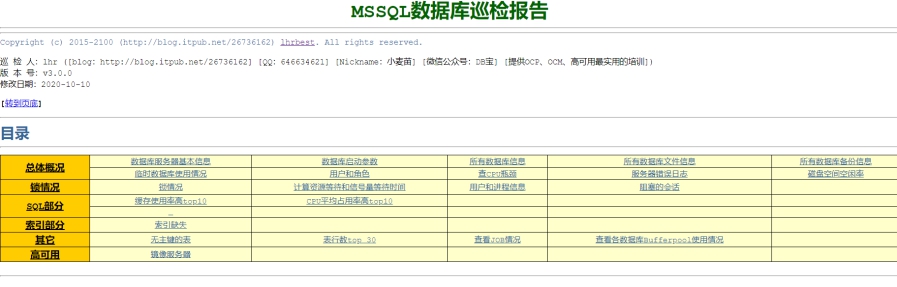 MSSQL数据库巡检报告
Copyright (c) 2015-2100 (http://blog.itpub.net/26736162) lhrbest. All rights reserved.
巡 检 人: lhr ([blog: http://blog.itpub.net/26736162] [QQ: 646634621] [Nickname: 小麦苗] [微信公众号: DB宝] [提供OCP、OCM、高可用最实用的培训])
版 本 号: v3.0.0
修改日期: 2020-10-10
[转到页底]
目录
总体概况 数据库服务器基本信息 数据库启动参数 所有数据库信息 所有数据库文件信息 所有数据库备份信息
临时数据库使用情况 用户和角色 查CPU瓶颈 服务器错误日志 磁盘空间空闲率
锁情况 锁情况 计算资源等待和信号量等待时间 用户和进程信息 阻塞的会话
SQL部分 缓存使用率高top10 CPU平均占用率高top10
索引部分 索引缺失
其它 无主键的表 表行数top 30 查看JOB情况 查看各数据库Bufferpool使用情况
高可用 镜像服务器